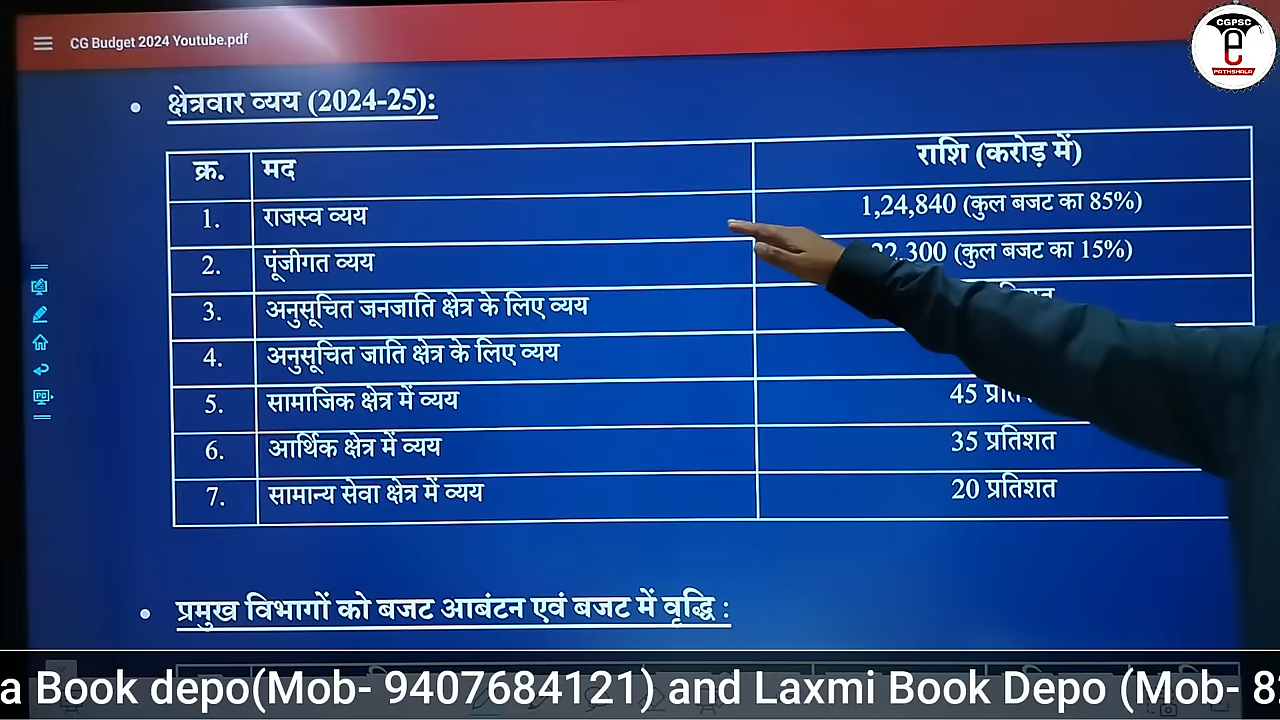 CGPSC
e
PATHSHALA
CG Budget 2024 Youtube.pdf
• क्षेत्रवार व्यय (2024-25):
क्र. मद राशि (करोड़ में)
1. राजस्व व्यय 1,24,840 (कुल बजट का 85%)
2. पूंजीगत व्यय 22,300 (कुल बजट का 15%)
3. अनुसूचित जनजाति क्षेत्र के लिए व्यय
4. अनुसूचित जाति क्षेत्र के लिए व्यय
5. सामाजिक क्षेत्र में व्यय 45
6. आर्थिक क्षेत्र में व्यय 35 प्रतिशत
7. सामान्य सेवा क्षेत्र में व्यय 20 प्रतिशत
• प्रमुख विभागों को बजट आबंटन एवं बजट में वृद्धि :
a Book depo(Mob- 9407684121) and Laxmi Book Depo (Mob- 8